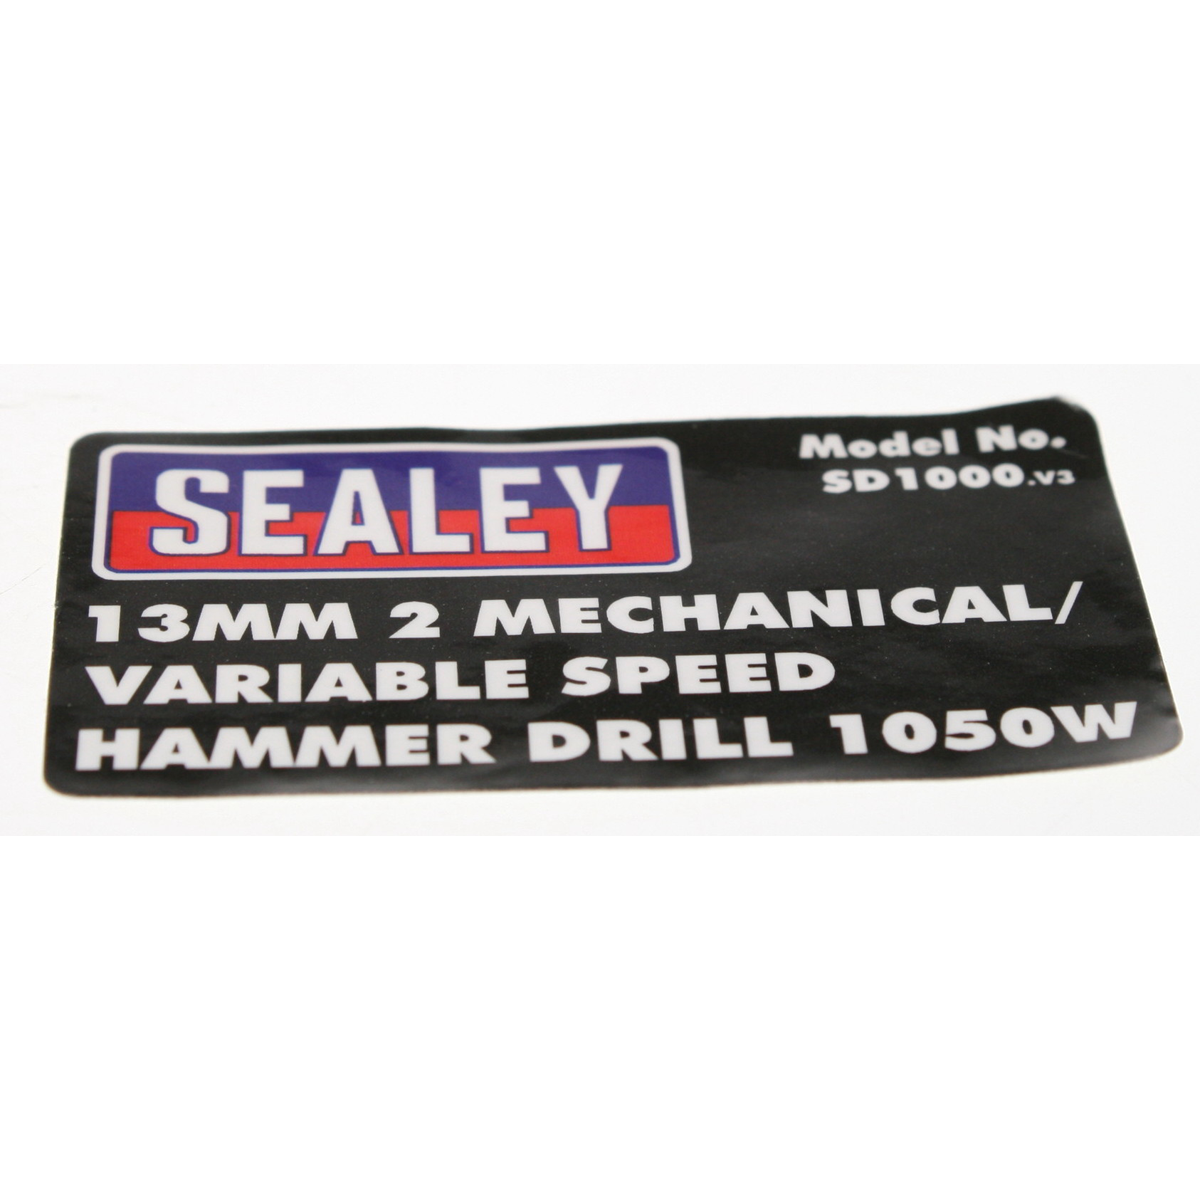 SEALEY
Model No.
SD1000.V3
13MM 2 MECHANICAL/
VARIABLE SPEED
HAMMER DRILL 1050W